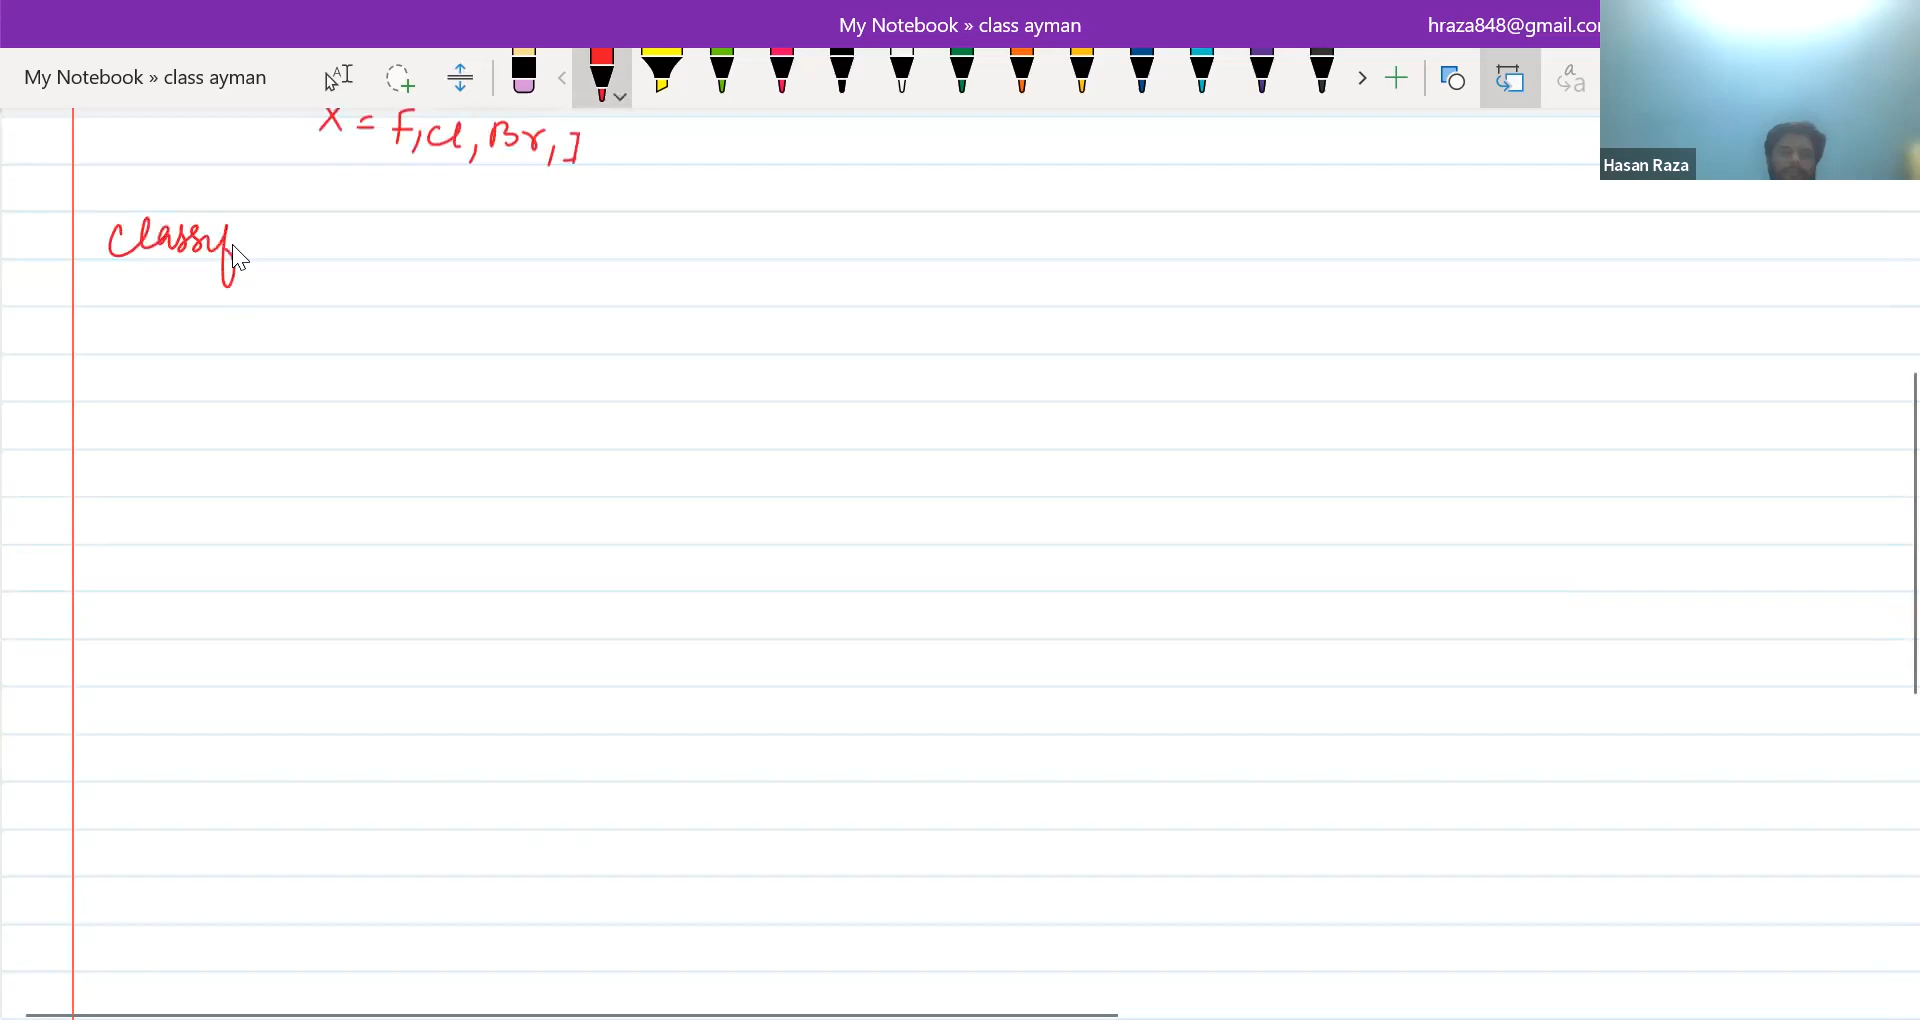 My Notebook » class ayman
hraza848@gmail.co
My Notebook » class ayman
Hasan Raza
X = F, Cl, Br, I
Classif